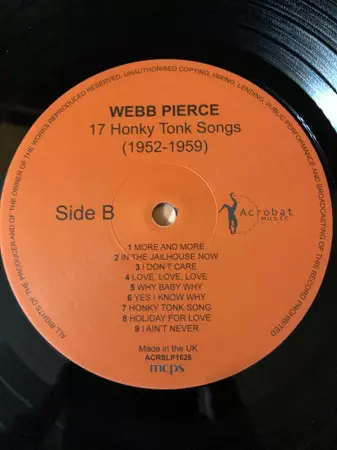 ALL RIGHTS OF THE PRODUCER AND OF THE OWNER OF THE WORKS REPRODUCED RESERVED. UNAUTHORISED COPYING, HIRING, LENDING, PUBLIC PERFORMANCE AND BROADCASTING OF THIS RECORD PROHIBITED
WEBB PIERCE
17 Honky Tonk Songs
(1952-1959)
Side B
Acrobat
MUSIC
1 MORE AND MORE
2 IN THE JAILHOUSE NOW
3 I DON'T CARE
4 LOVE, LOVE, LOVE
5 WHY BABY WHY
6 YES I KNOW WHY
7 HONKY TONK SONG
8 HOLIDAY FOR LOVE
9 I AIN'T NEVER
Made in the UK
ACRSLP1625
mcps